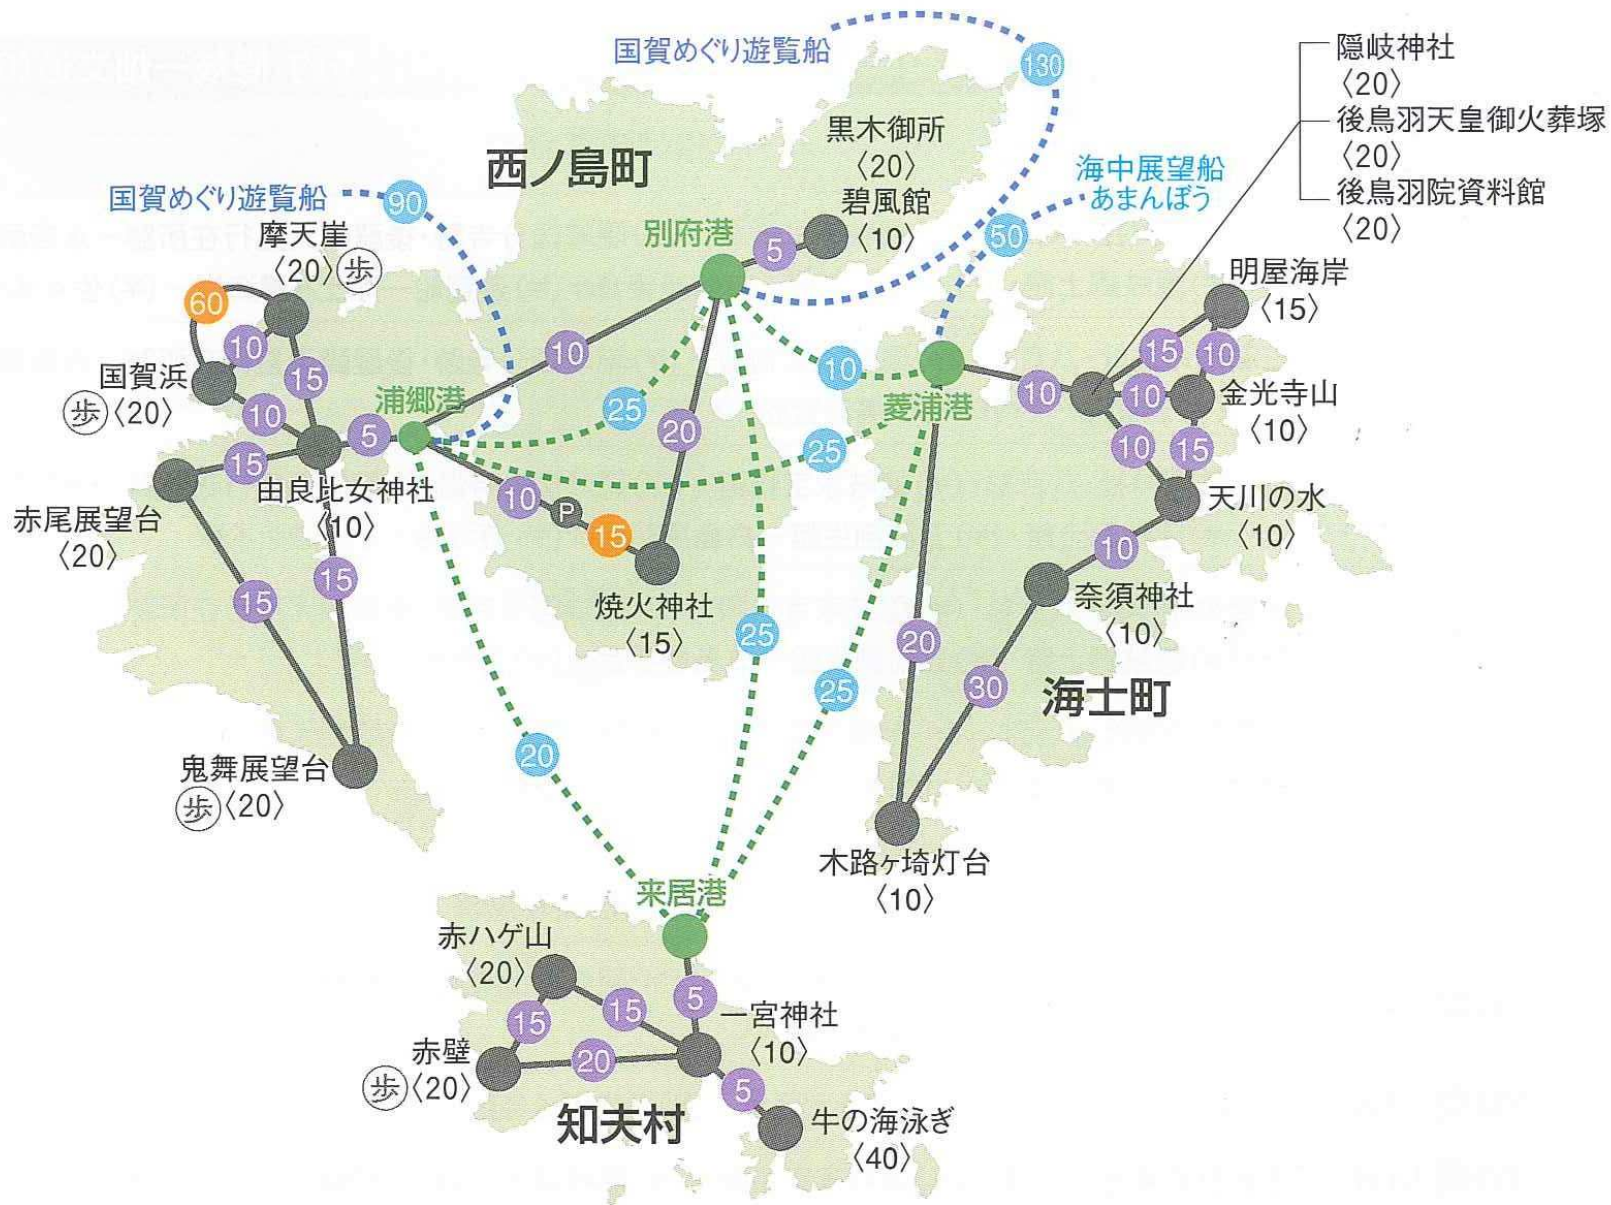 国賀めぐり遊覧船
130
隠岐神社
〈20〉
後鳥羽天皇御火葬塚
〈20〉
後鳥羽院資料館
〈20〉
西ノ島町
黒木御所
〈20〉
碧風館
〈10〉
海中展望船
あまんぼう
50
国賀めぐり遊覧船
90
摩天崖
〈20〉歩
別府港
5
明屋海岸
〈15〉
60
10
15
国賀浜
歩〈20〉
10
浦郷港
5
10
25
20
10
25
菱浦港
10
15
10
10
金光寺山
〈10〉
10
15
天川の水
〈10〉
15
赤尾展望台
〈20〉
由良比女神社
〈10〉
10
P
15
焼火神社
〈15〉
10
奈須神社
〈10〉
15
15
鬼舞展望台
歩〈20〉
20
25
25
20
30
海士町
木路ヶ埼灯台
〈10〉
来居港
赤ハゲ山
〈20〉
5
15
15
一宮神社
〈10〉
赤壁
歩〈20〉
20
5
知夫村
牛の海泳ぎ
〈40〉